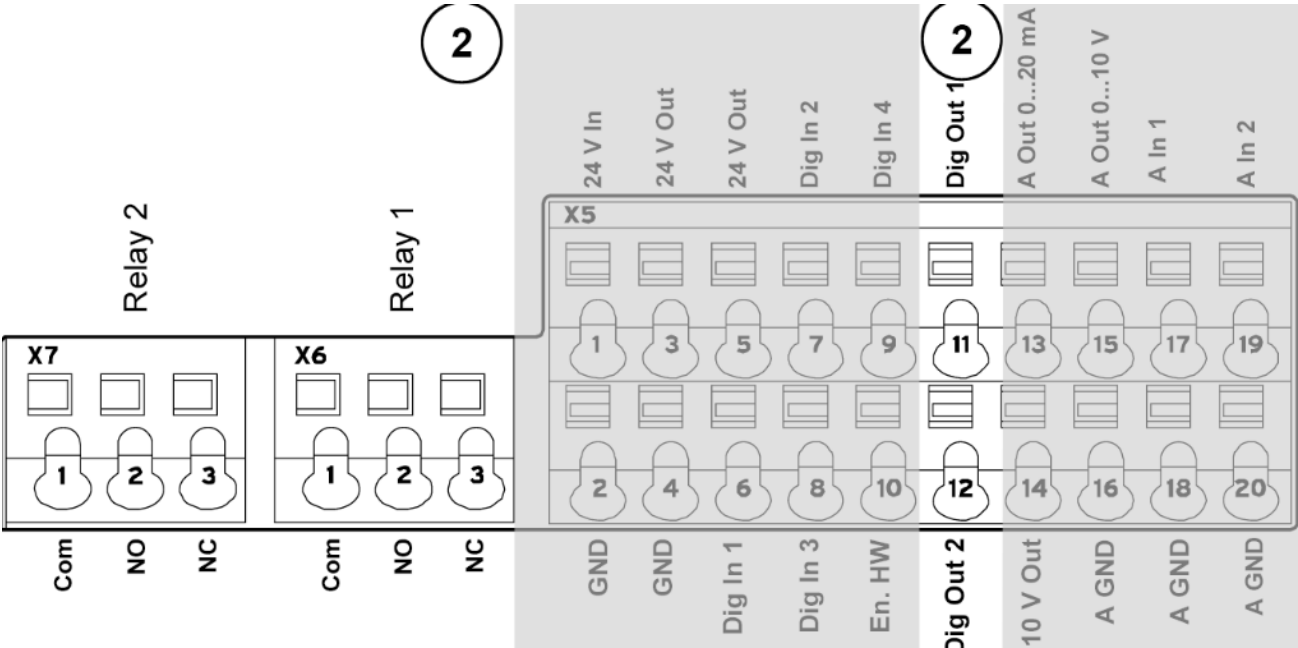 2
2
24 V In
24 V Out
24 V Out
Dig In 2
Dig In 4
Dig Out 1
A Out 0...20 mA
A Out 0...10 V
A In 1
A In 2
Relay 2
Relay 1
X5
1
3
5
7
9
11
13
15
17
19
X7
X6
1
2
3
1
2
3
2
4
6
8
10
12
14
16
18
20
Com
NO
NC
Com
NO
NC
GND
GND
Dig In 1
Dig In 3
En. HW
Dig Out 2
10 V Out
A GND
A GND
A GND